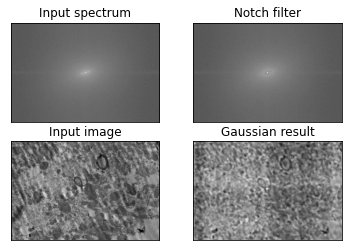 Input spectrum
Notch filter
Input image
Gaussian result